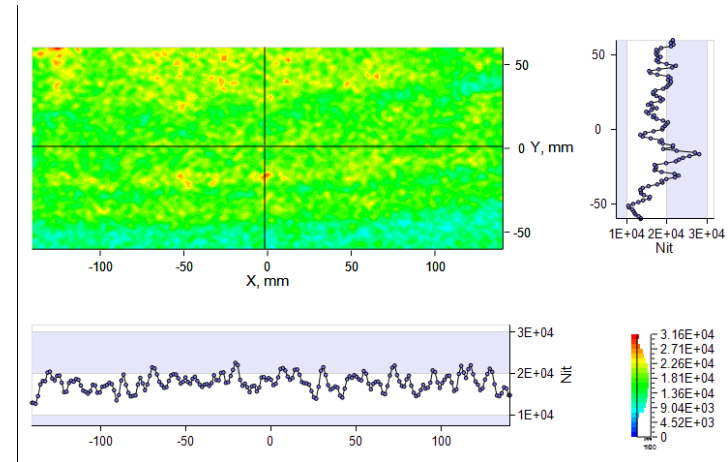 50
0 Y, mm
-50
-100 -50 0 50 100
X, mm
50
0
-50
1E+04 2E+04 3E+04
Nit
3E+04
2E+04
1E+04
Nit
-100 -50 0 50 100
3.16E+04
2.71E+04
2.26E+04
1.81E+04
1.36E+04
9.04E+03
4.52E+03
0